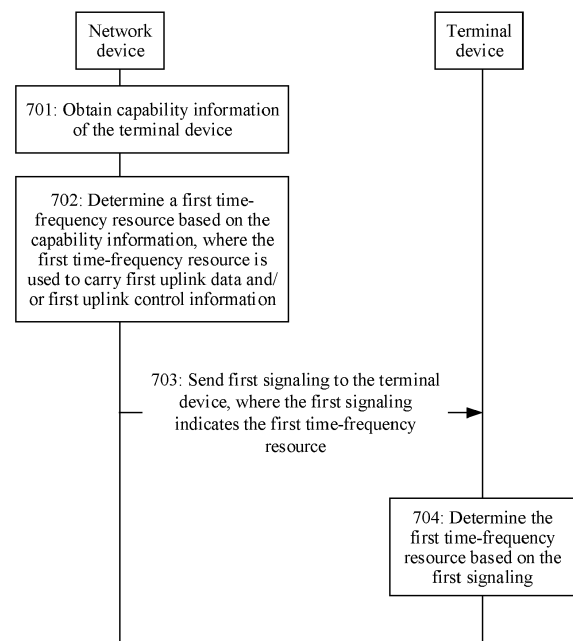 Network
device
Terminal
device
701: Obtain capability information
of the terminal device
702: Determine a first time-
frequency resource based on the
capability information, where the
first time-frequency resource is
used to carry first uplink data and/
or first uplink control information
703: Send first signaling to the terminal
device, where the first signaling
indicates the first time-frequency
resource
704: Determine the
first time-frequency
resource based on the
first signaling